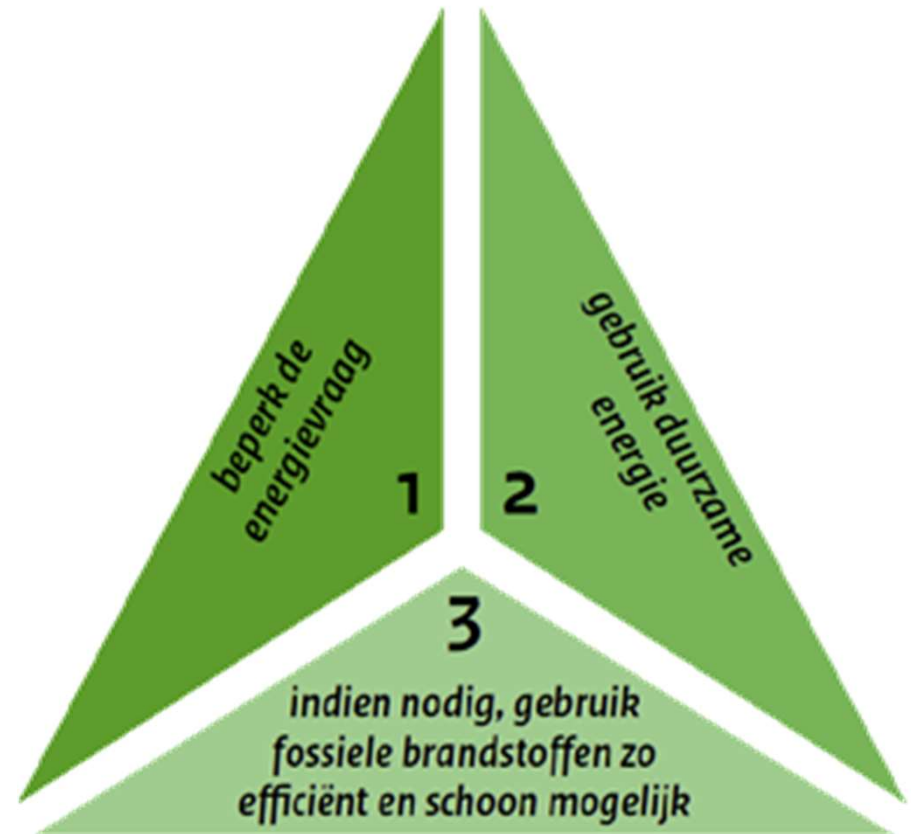 beperk de
energievraag
1
gebruik duurzame
energie
2
3
indien nodig, gebruik
fossiele brandstoffen zo
efficiënt en schoon mogelijk